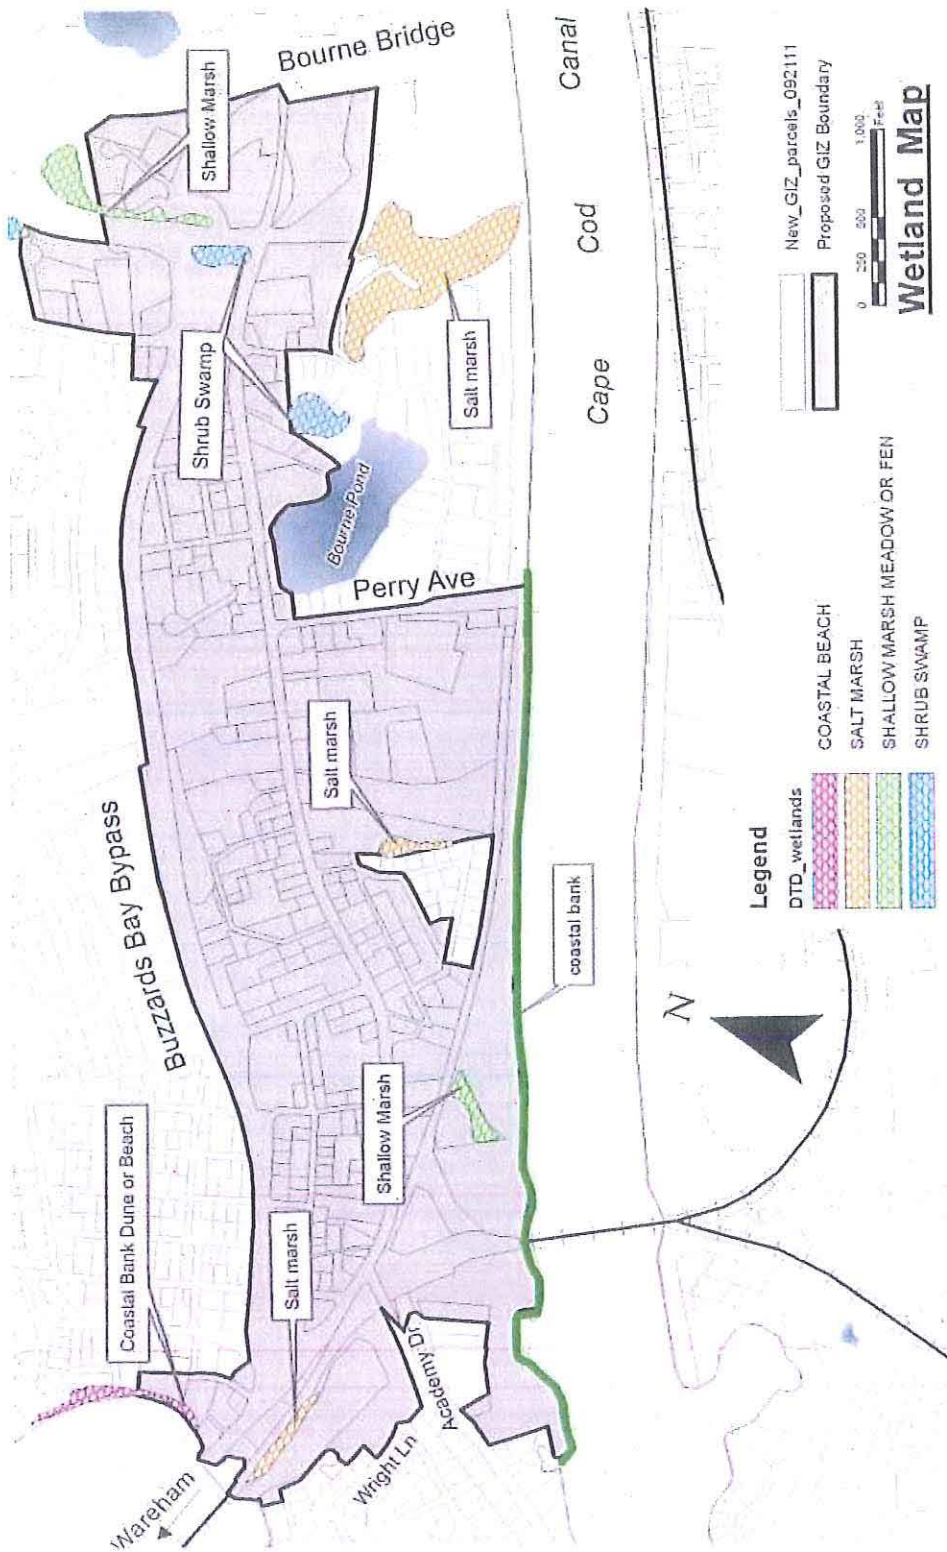 Bourne Bridge
Shallow Marsh
Shrub Swamp
Salt marsh
Bourne Pond
Perry Ave
Buzzards Bay Bypass
Salt marsh
Coastal Bank Dune or Beach
Salt marsh
Shallow Marsh
Wareham
Wright Ln
Academy Dr
coastal bank
Cape Cod Canal
N
Legend
DTD_wetlands
COASTAL BEACH
SALT MARSH
SHALLOW MARSH MEADOW OR FEN
SHRUB SWAMP
New_GIZ_parcels_092111
Proposed GIZ Boundary
0 250 500 1,000
Feet
Wetland Map